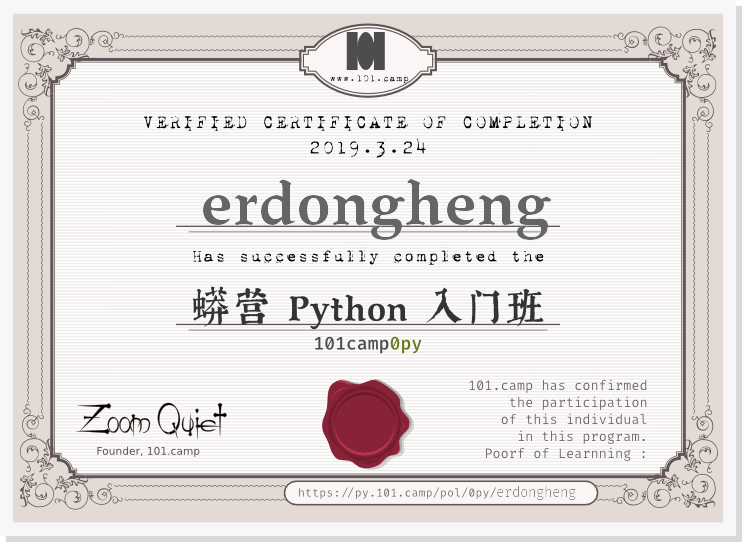 101
www.101.camp
VERIFIED CERTIFICATE OF COMPLETION
2019.3.24
erdongheng
Has successfully completed the
蟒营 Python 入门班
101camp0py
101.camp has confirmed
the participation
of this individual
in this program.
Poorf of Learnning :
Zoom Quiet
Founder, 101.camp
https://py.101.camp/pol/0py/erdongheng